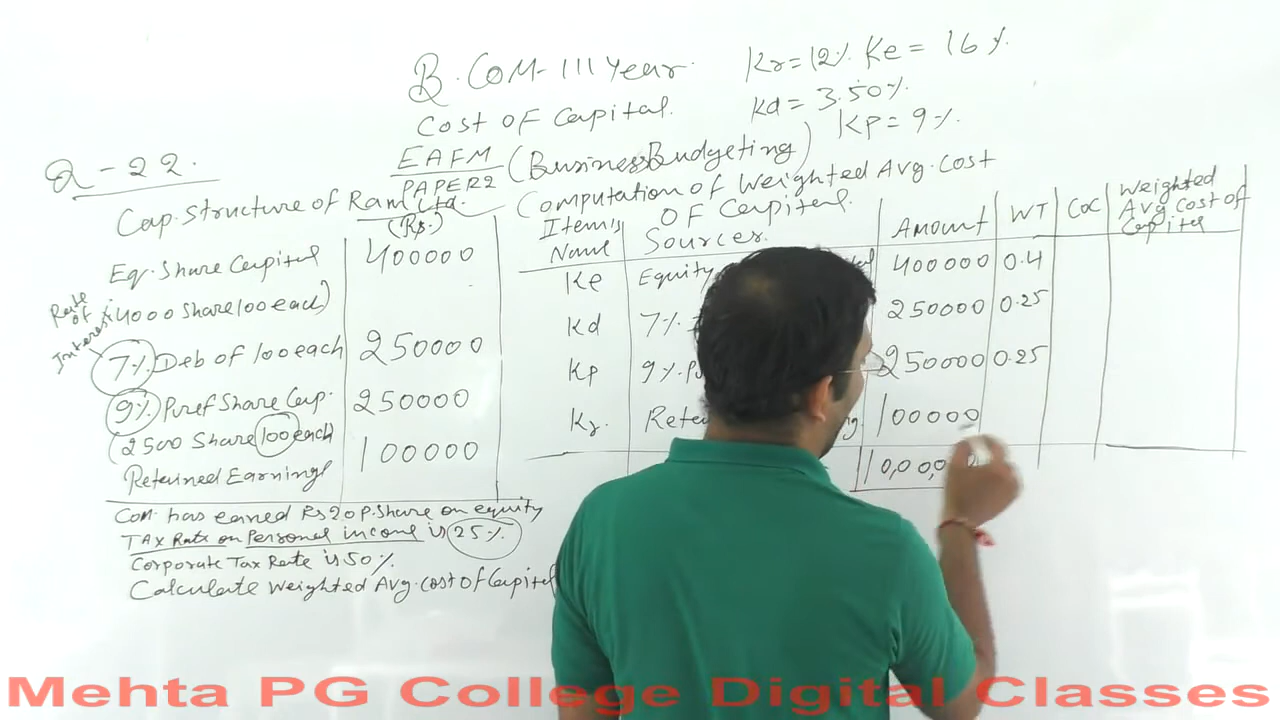 B.COM-III Year
Kr=12% Ke=16%
Cost OF Capital
Kd=3.50%
Kp=9%
Q-22.
EAFM
PAPER2
(Business Budgeting)
Cap. Structure of Ram Ltd.
(Rs.)
Eq. Share Capital 400000
(4000 Share 100 each)
Rate of Interest
7% Deb of 100 each 250000
9% Pref Share Cap. 250000
(2500 Share 100 each
Retained Earnings 100000
Com. has earned Rs 20 P. Share on equity
TAX Rate on Personal income is 25%
Corporate Tax Rate is 50%.
Calculate Weighted Avg. Cost of Capital
Computation of Weighted Avg. Cost
OF Capital.
Item's Name Sources. Amount WT COC Weighted Avg Cost of Capital
Ke Equity 400000 0.4
Kd 7% 250000 0.25
Kp 9% 250000 0.25
Kr. 100000
10,00,0
Mehta PG College Digital Classes